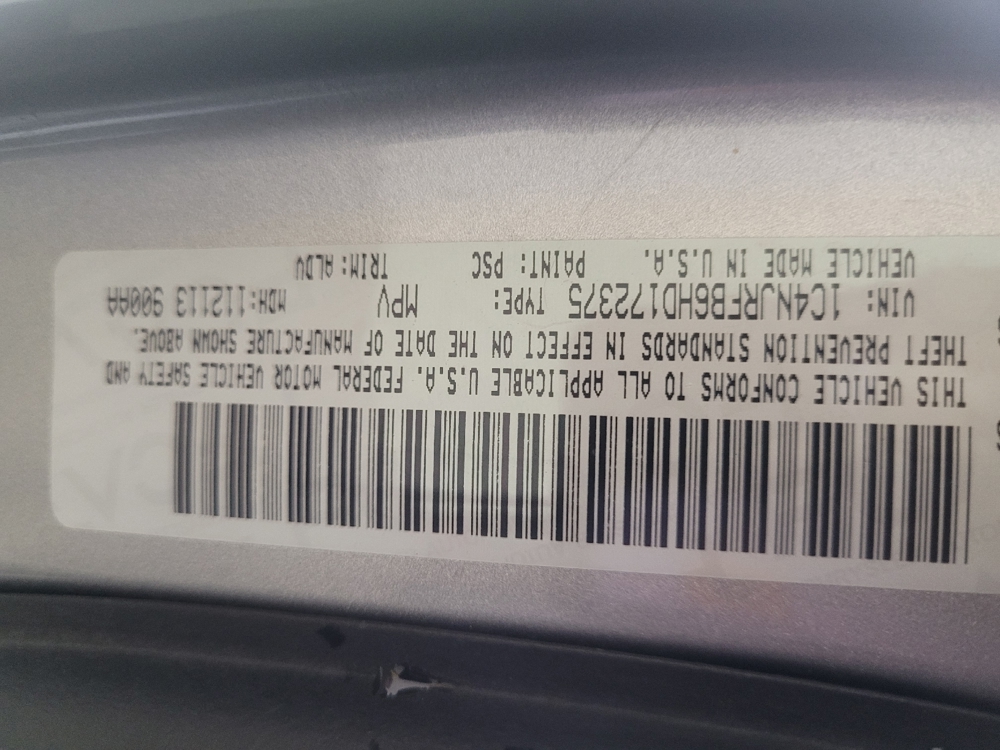 THIS VEHICLE CONFORMS TO ALL APPLICABLE U.S.A. FEDERAL MOTOR VEHICLE SAFETY AND
THEFT PREVENTION STANDARDS IN EFFECT ON THE DATE OF MANUFACTURE SHOWN ABOVE.
VIN: 1C4NJRFB6HD172375 TYPE: MPV MDH: 112113 900AA
VEHICLE MADE IN U.S.A. PAINT: PSC TRIM: ALDV